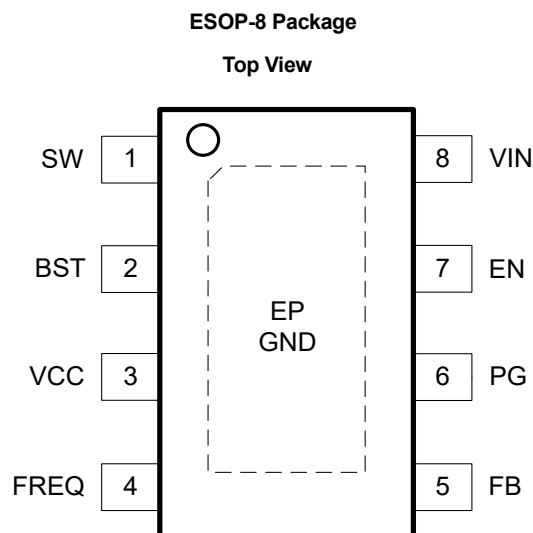 ESOP-8 Package
Top View
SW 1 8 VIN
BST 2 7 EN
EP
GND
VCC 3 6 PG
FREQ 4 5 FB